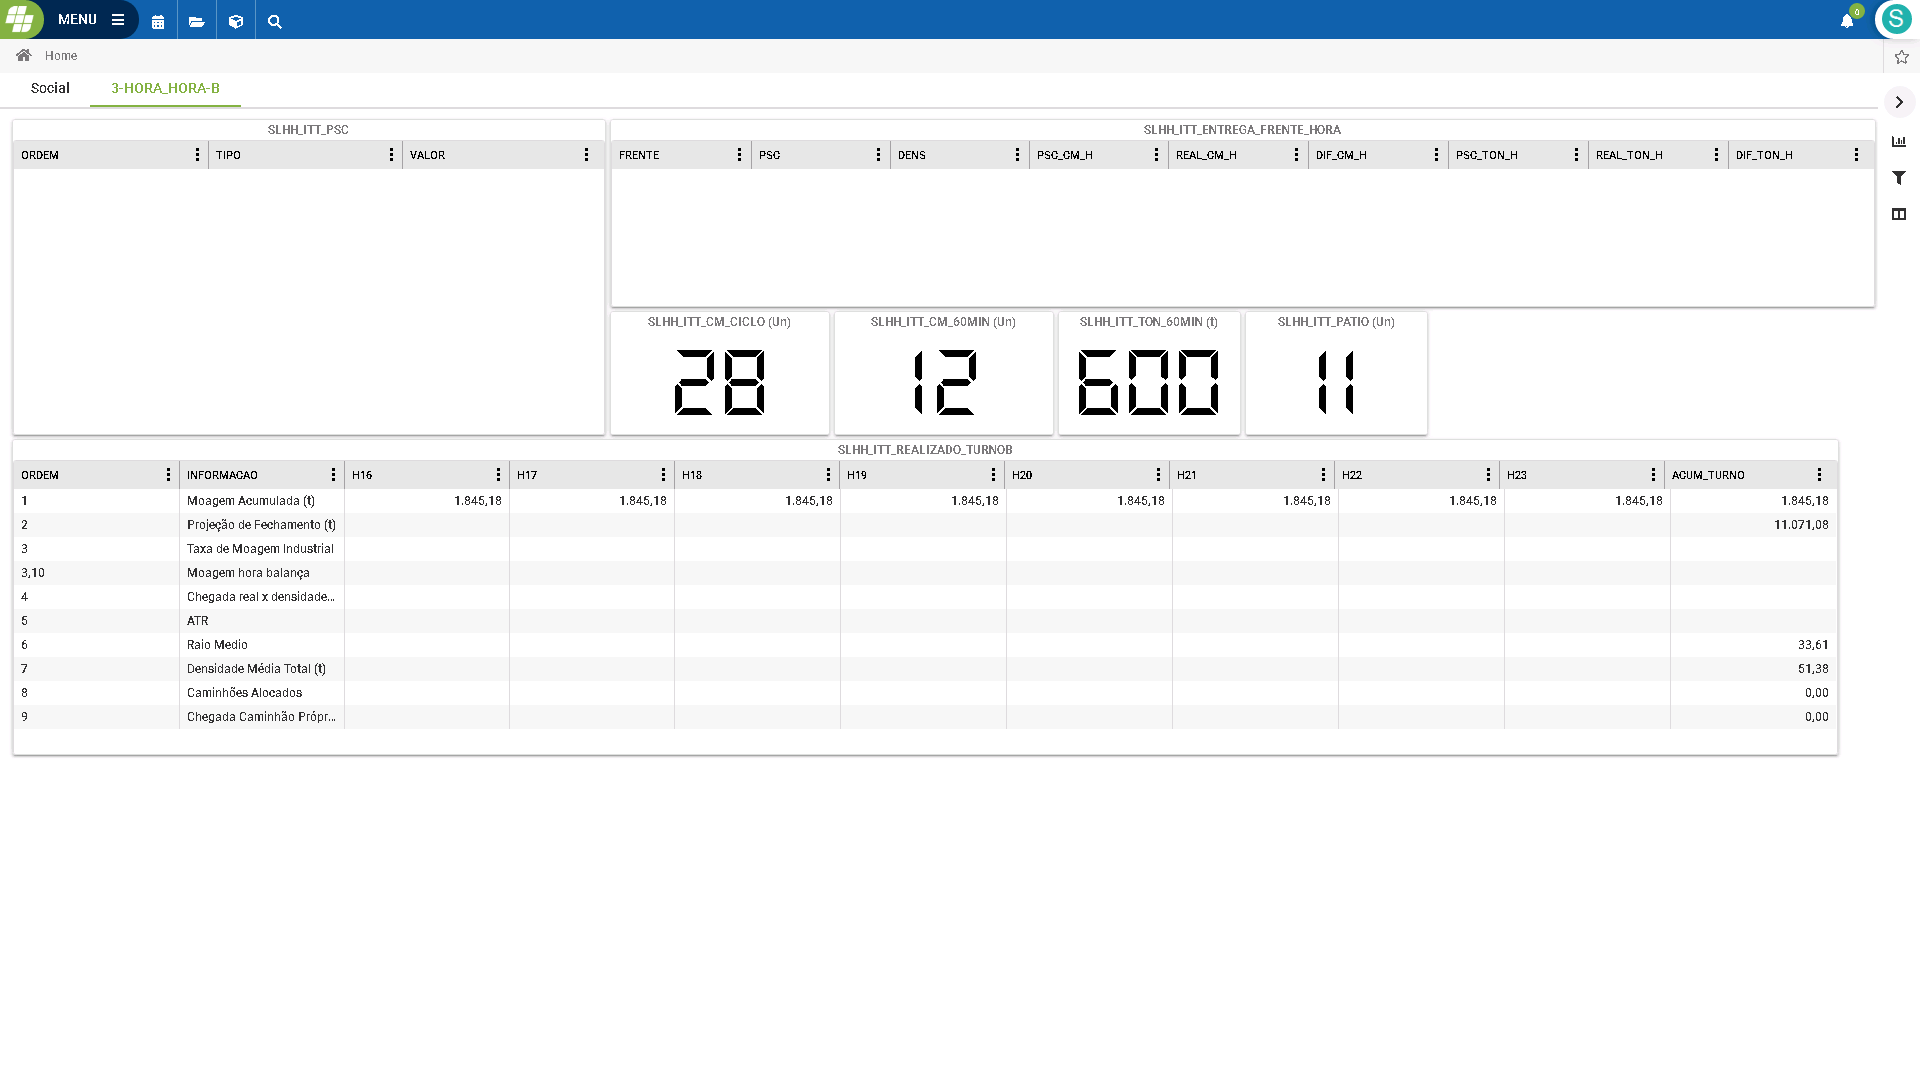 MENU
0
S
Home
Social
3-HORA_HORA-B
SLHH_ITT_PSC
ORDEM TIPO VALOR
SLHH_ITT_ENTREGA_FRENTE_HORA
FRENTE PSC DENS PSC_CM_H REAL_CM_H DIF_CM_H PSC_TON_H REAL_TON_H DIF_TON_H
SLHH_ITT_CM_CICLO (Un)
28
SLHH_ITT_CM_60MIN (Un)
12
SLHH_ITT_TON_60MIN (t)
600
SLHH_ITT_PATIO (Un)
11
SLHH_ITT_REALIZADO_TURNOB
ORDEM INFORMACAO H16 H17 H18 H19 H20 H21 H22 H23 ACUM_TURNO
1 Moagem Acumulada (t) 1.845,18 1.845,18 1.845,18 1.845,18 1.845,18 1.845,18 1.845,18 1.845,18 1.845,18
2 Projeção de Fechamento (t) 11.071,08
3 Taxa de Moagem Industrial
3,10 Moagem hora balança
4 Chegada real x densidade...
5 ATR
6 Raio Medio 33,61
7 Densidade Média Total (t) 51,38
8 Caminhões Alocados 0,00
9 Chegada Caminhão Própr... 0,00